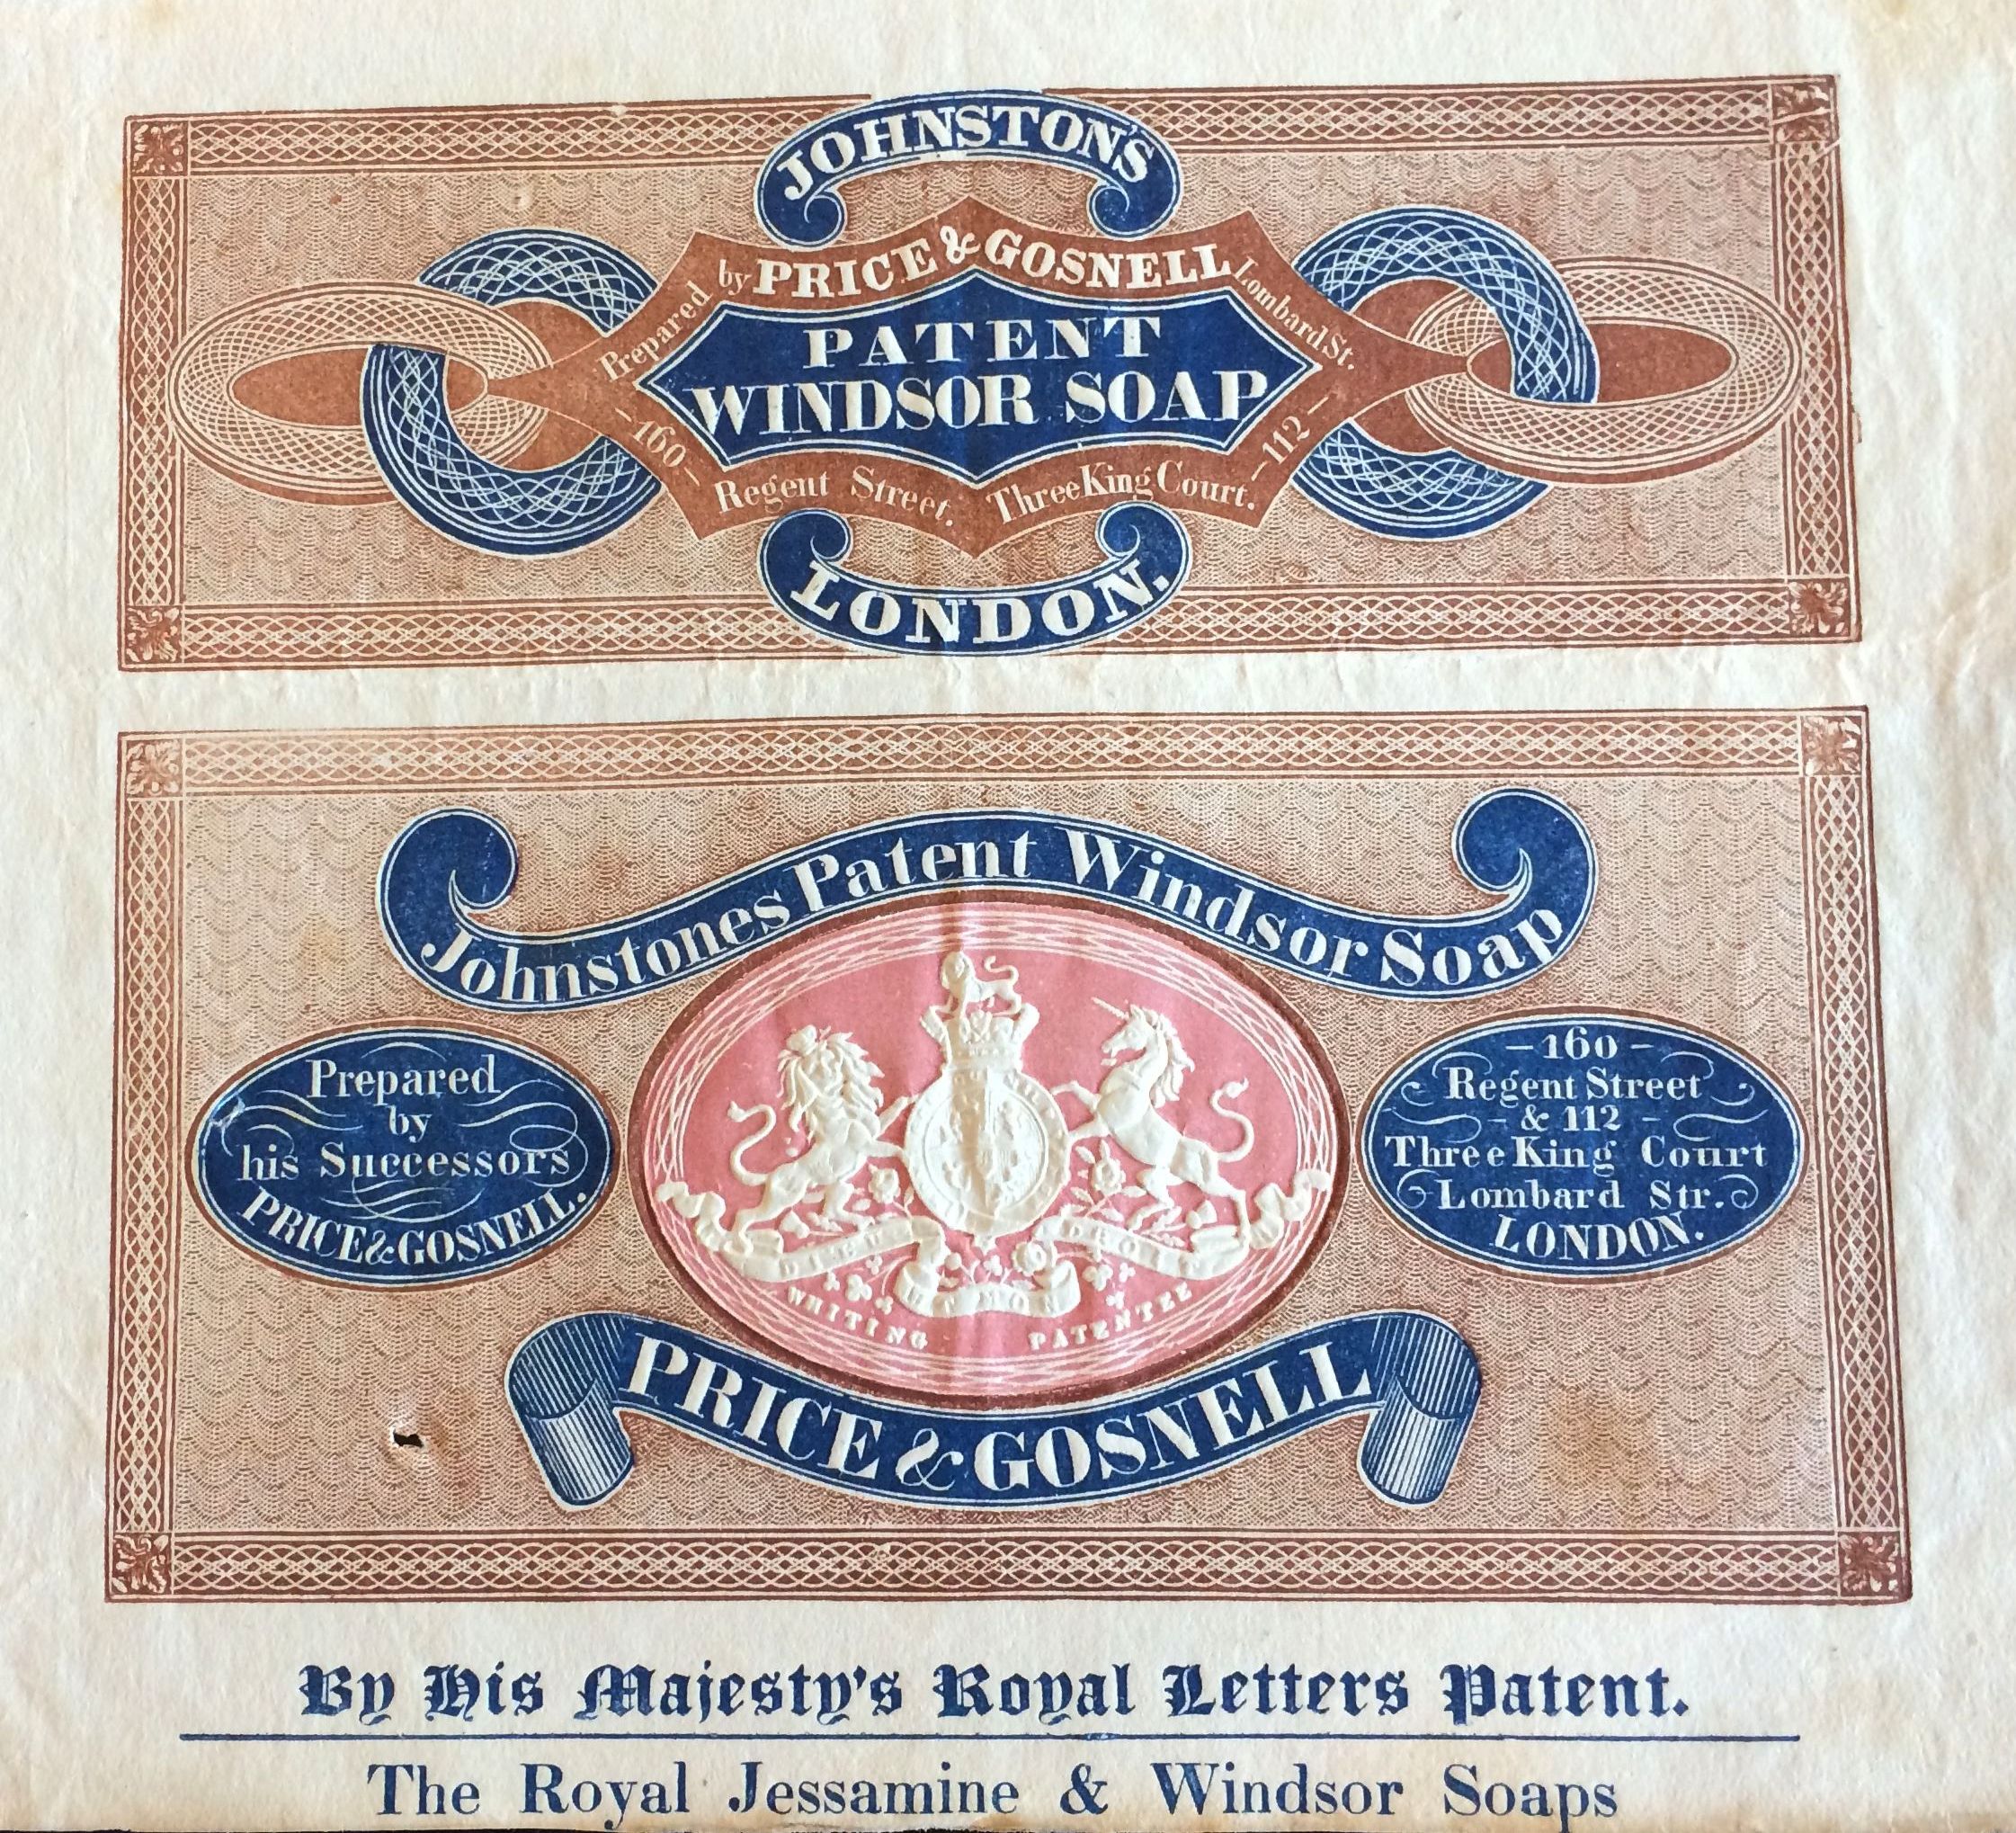 JOHNSTON'S
Prepared by PRICE & GOSNELL Lombard St.
PATENT
WINDSOR SOAP
-160- Regent Street. Three King Court. -112-
LONDON.
Johnstones Patent Windsor Soap
Prepared
by
his Successors
PRICE & GOSNELL.
-160-
Regent Street
& 112
Three King Court
Lombard Str.
LONDON.
WHITING PATENTEE
PRICE & GOSNELL
By His Majesty's Royal Letters Patent.
The Royal Jessamine & Windsor Soaps